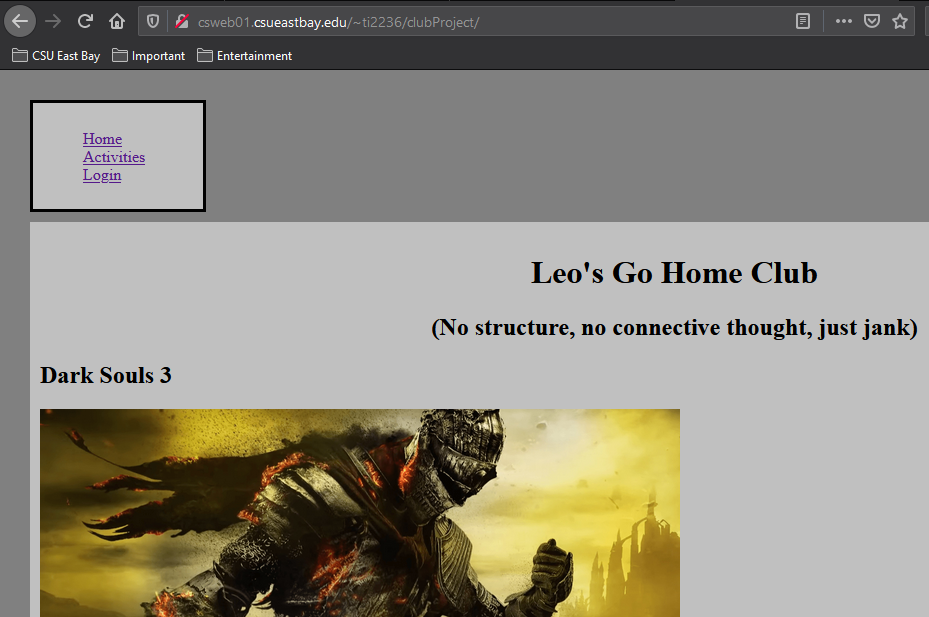 csweb01.csueastbay.edu/~ti2236/clubProject/
CSU East Bay Important Entertainment
Home
Activities
Login
Leo's Go Home Club
(No structure, no connective thought, just jank)
Dark Souls 3